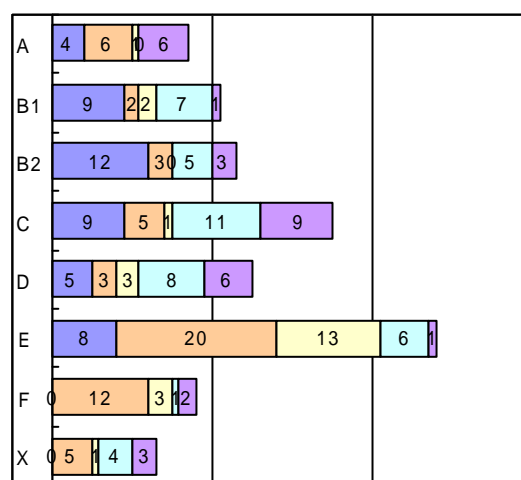 A 4 6 1 0 6
B1 9 2 2 7 1
B2 12 3 0 5 3
C 9 5 1 11 9
D 5 3 3 8 6
E 8 20 13 6 1
F 0 12 3 1 2
X 0 5 1 4 3